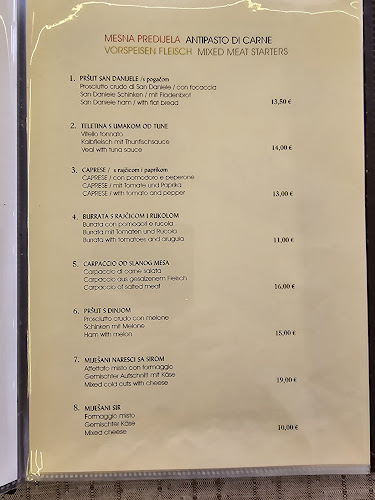 MESNA PREDIJELA ANTIPASTO DI CARNE
VORSPEISEN FLEISCH MIXED MEAT STARTERS
1. PRŠUT SAN DANIJELE /s pogačom
Prosciutto crudo di San Daniele / con focaccia
San Daniele Schinken / mit Fladenbrot
San Daniele ham / with flat bread 13,50 €
2. TELETINA S UMAKOM OD TUNE
Vitello tonnato
Kalbfleisch mit Thunfischsauce
Veal with tuna sauce 14,00 €
3. CAPRESE / s rajčicom i paprikom
CAPRESE / con pomodoro e peperone
CAPRESE / mit Tomate und Paprika
CAPRESE / with tomato and pepper 13,00 €
4. BURRATA S RAJČICOM I RUKOLOM
Burrata con pomodori e rucola
Burrata mit Tomaten und Rucola
Burrata with tomatoes and arugula 11,00 €
5. CARPACCIO OD SLANOG MESA
Carpaccio di carne salata
Carpaccio aus gesalzenem Fleisch
Carpaccio of salted meat 16,00 €
6. PRŠUT S DINJOM
Prosciutto crudo con melone
Schinken mit Melone
Ham with melon 15,00 €
7. MIJEŠANI NARESCI SA SIROM
Affettato misto con formaggio
Gemischter Aufschnitt mit Käse
Mixed cold cuts with cheese 19,00 €
8. MIJEŠANI SIR
Formaggio misto
Gemischter Käse
Mixed cheese 10,00 €